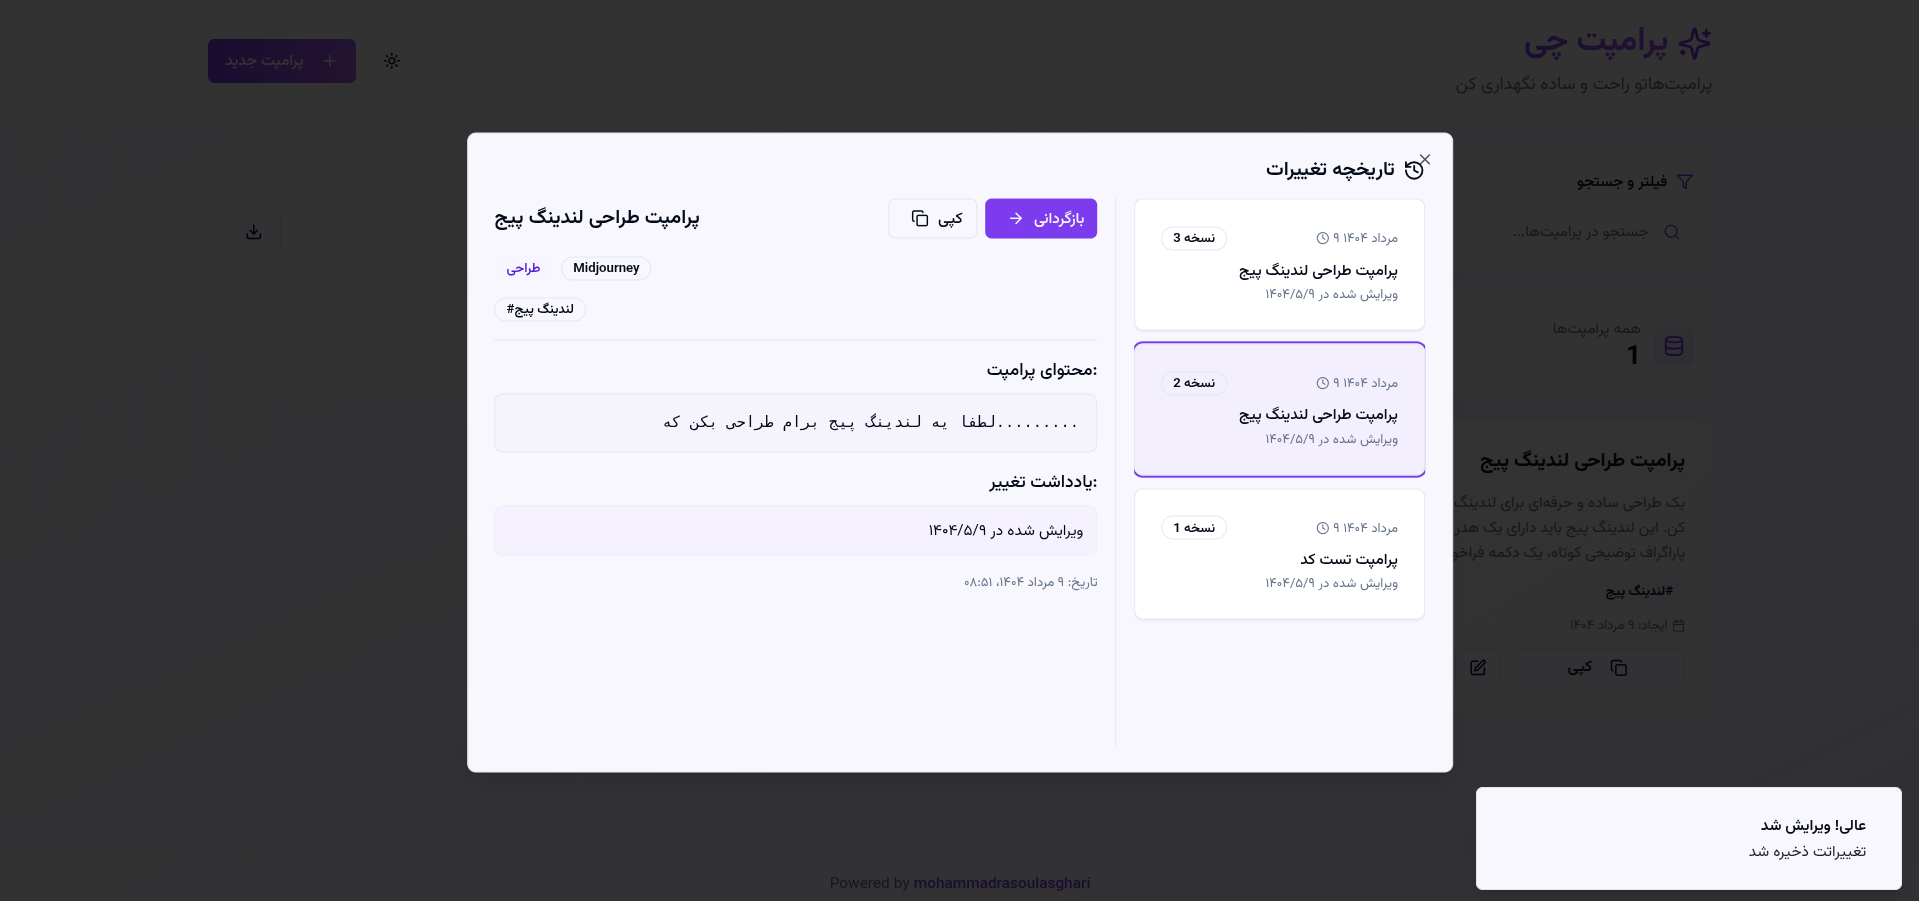 پرامپت چی
پرامپت‌هاتو راحت و ساده نگهداری کن
پرامپت جدید
فیلتر و جستجو
جستجو در پرامپت‌ها...
همه پرامپت‌ها
1
پرامپت طراحی لندینگ پیج
یک طراحی ساده و حرفه‌ای برای لندینگ
کن. این لندینگ پیج باید دارای یک هدر
پاراگراف توضیحی کوتاه، یک دکمه
#لندینگ پیج
ایجاد: ۹ مرداد ۱۴۰۴
کپی
تاریخچه تغییرات
۹ مرداد ۱۴۰۴
نسخه 3
پرامپت طراحی لندینگ پیج
ویرایش شده در ۱۴۰۴/۵/۹
۹ مرداد ۱۴۰۴
نسخه 2
پرامپت طراحی لندینگ پیج
ویرایش شده در ۱۴۰۴/۵/۹
۹ مرداد ۱۴۰۴
نسخه 1
پرامپت تست کد
ویرایش شده در ۱۴۰۴/۵/۹
بازگردانی
کپی
پرامپت طراحی لندینگ پیج
Midjourney
طراحی
#لندینگ پیج
محتوای پرامپت:
لطفا یه لندینگ پیج برام طراحی بکن که.........
یادداشت تغییر:
ویرایش شده در ۱۴۰۴/۵/۹
تاریخ: ۹ مرداد ۱۴۰۴، ۰۸:۵۱
عالی! ویرایش شد
تغییراتت ذخیره شد
Powered by mohammadrasoulasghari